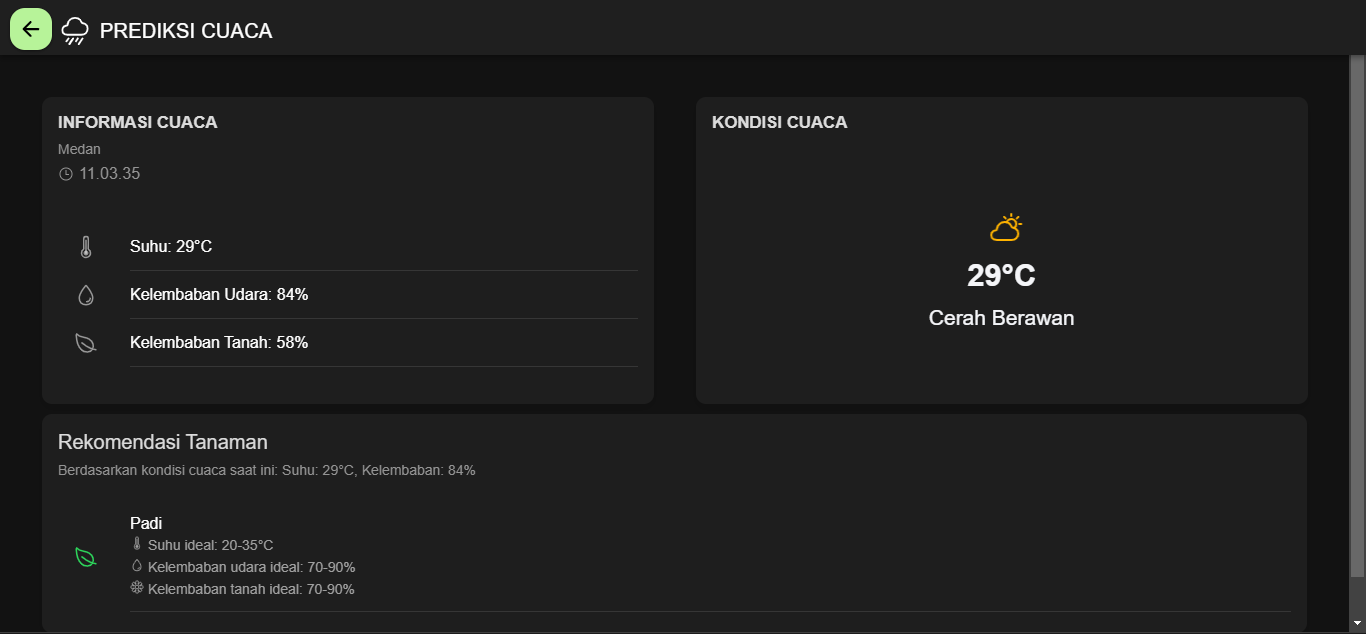 PREDIKSI CUACA
INFORMASI CUACA
Medan
11.03.35
Suhu: 29°C
Kelembaban Udara: 84%
Kelembaban Tanah: 58%
KONDISI CUACA
29°C
Cerah Berawan
Rekomendasi Tanaman
Berdasarkan kondisi cuaca saat ini: Suhu: 29°C, Kelembaban: 84%
Padi
Suhu ideal: 20-35°C
Kelembaban udara ideal: 70-90%
Kelembaban tanah ideal: 70-90%